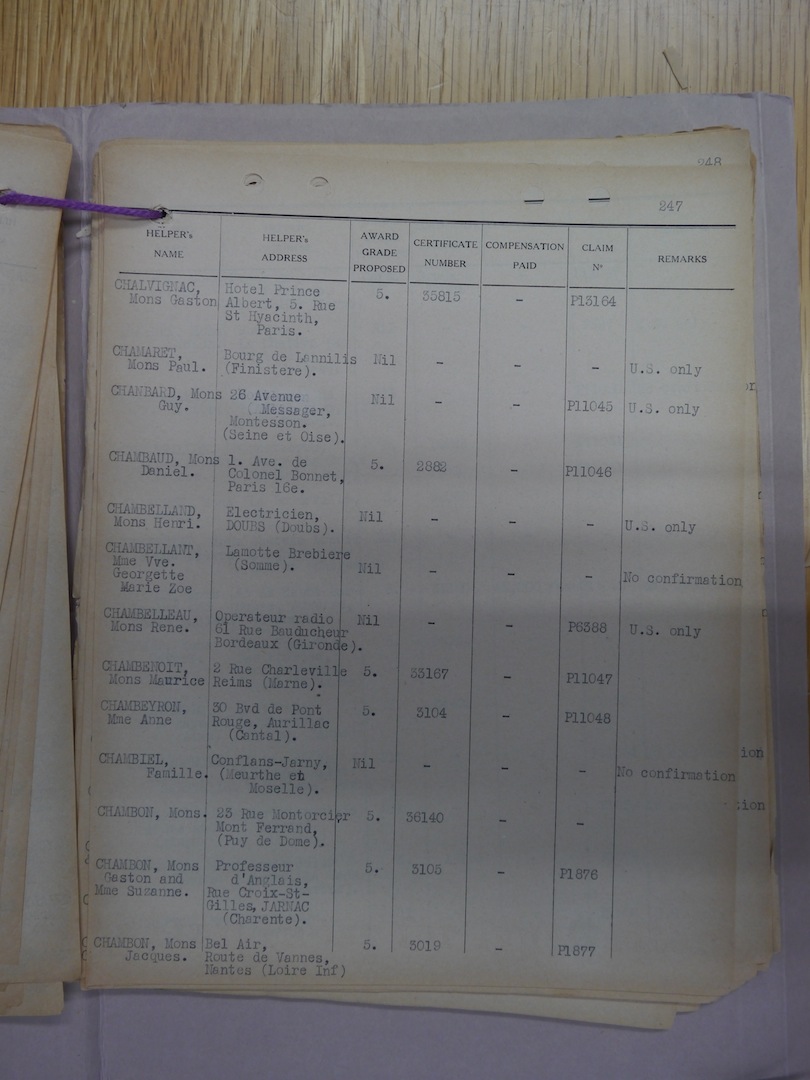 248
247
HELPER's NAME HELPER's ADDRESS AWARD GRADE PROPOSED CERTIFICATE NUMBER COMPENSATION PAID CLAIM Nº REMARKS
CHALVIGNAC, Hotel Prince 5. 35815 - P13164
Mons Gaston Albert, 5. Rue
St Hyacinth,
Paris.
CHAMARET, Bourg de Lannilis Nil - - - U.S. only
Mons Paul. (Finistere).
CHANBARD, Mons 26 Avenue Nil - - P11045 U.S. only
Guy. Messager,
Montesson.
(Seine et Oise).
CHAMBAUD, Mons 1. Ave. de 5. 2882 - P11046
Daniel. Colonel Bonnet,
Paris 16e.
CHAMBELLAND, Electricien, Nil - - - U.S. only
Mons Henri. DOUBS (Doubs).
CHAMBELLANT, Lamotte Brebiere Nil - - - No confirmation
Mme Vve. (Somme).
Georgette
Marie Zoe
CHAMBELLEAU, Operateur radio Nil - - P6388 U.S. only
Mons Rene. 61 Rue Bauducheur
Bordeaux (Gironde).
CHAMBENOIT, 2 Rue Charleville 5. 33167 - P11047
Mons Maurice Reims (Marne).
CHAMBEYRON, 30 Bvd de Pont 5. 3104 - P11048
Mme Anne Rouge, Aurillac
(Cantal).
CHAMBIEL, Conflans-Jarny, Nil - - - No confirmation
Famille. (Meurthe et
Moselle).
CHAMBON, Mons. 23 Rue Montorcier 5. 36140 - -
Mont Ferrand,
(Puy de Dome).
CHAMBON, Mons Professeur 5. 3105 - P1876
Gaston and d'Anglais,
Mme Suzanne. Rue Croix-St-
Gilles, JARNAC
(Charente).
CHAMBON, Mons Bel Air, 5. 3019 - P1877
Jacques. Route de Vannes,
Nantes (Loire Inf)